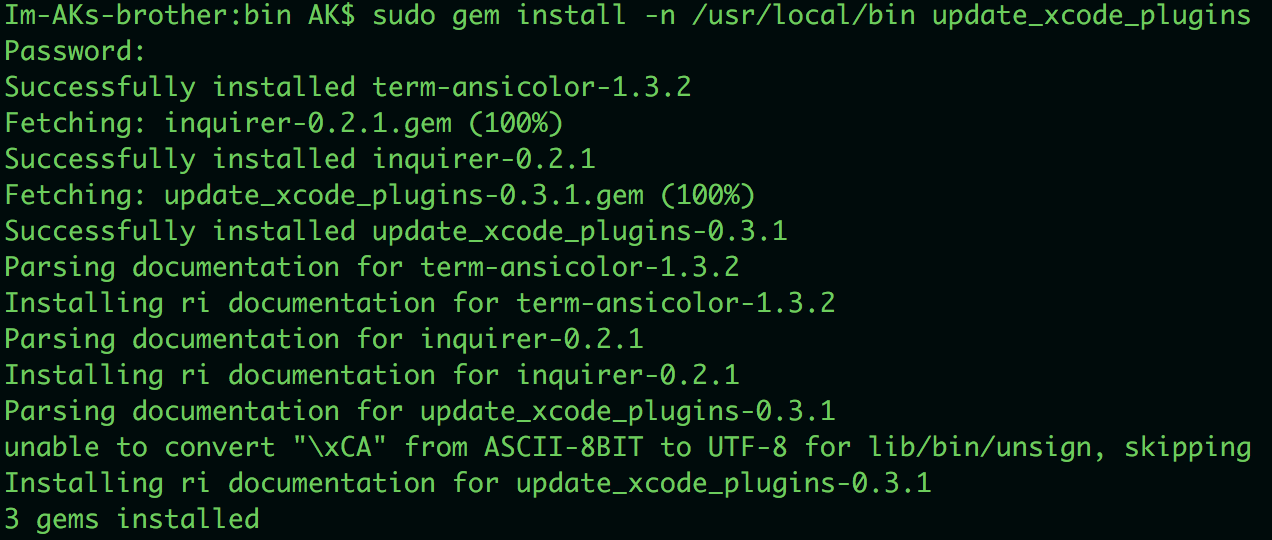 Im-AKs-brother:bin AK$ sudo gem install -n /usr/local/bin update_xcode_plugins
Password:
Successfully installed term-ansicolor-1.3.2
Fetching: inquirer-0.2.1.gem (100%)
Successfully installed inquirer-0.2.1
Fetching: update_xcode_plugins-0.3.1.gem (100%)
Successfully installed update_xcode_plugins-0.3.1
Parsing documentation for term-ansicolor-1.3.2
Installing ri documentation for term-ansicolor-1.3.2
Parsing documentation for inquirer-0.2.1
Installing ri documentation for inquirer-0.2.1
Parsing documentation for update_xcode_plugins-0.3.1
unable to convert "\xCA" from ASCII-8BIT to UTF-8 for lib/bin/unsign, skipping
Installing ri documentation for update_xcode_plugins-0.3.1
3 gems installed